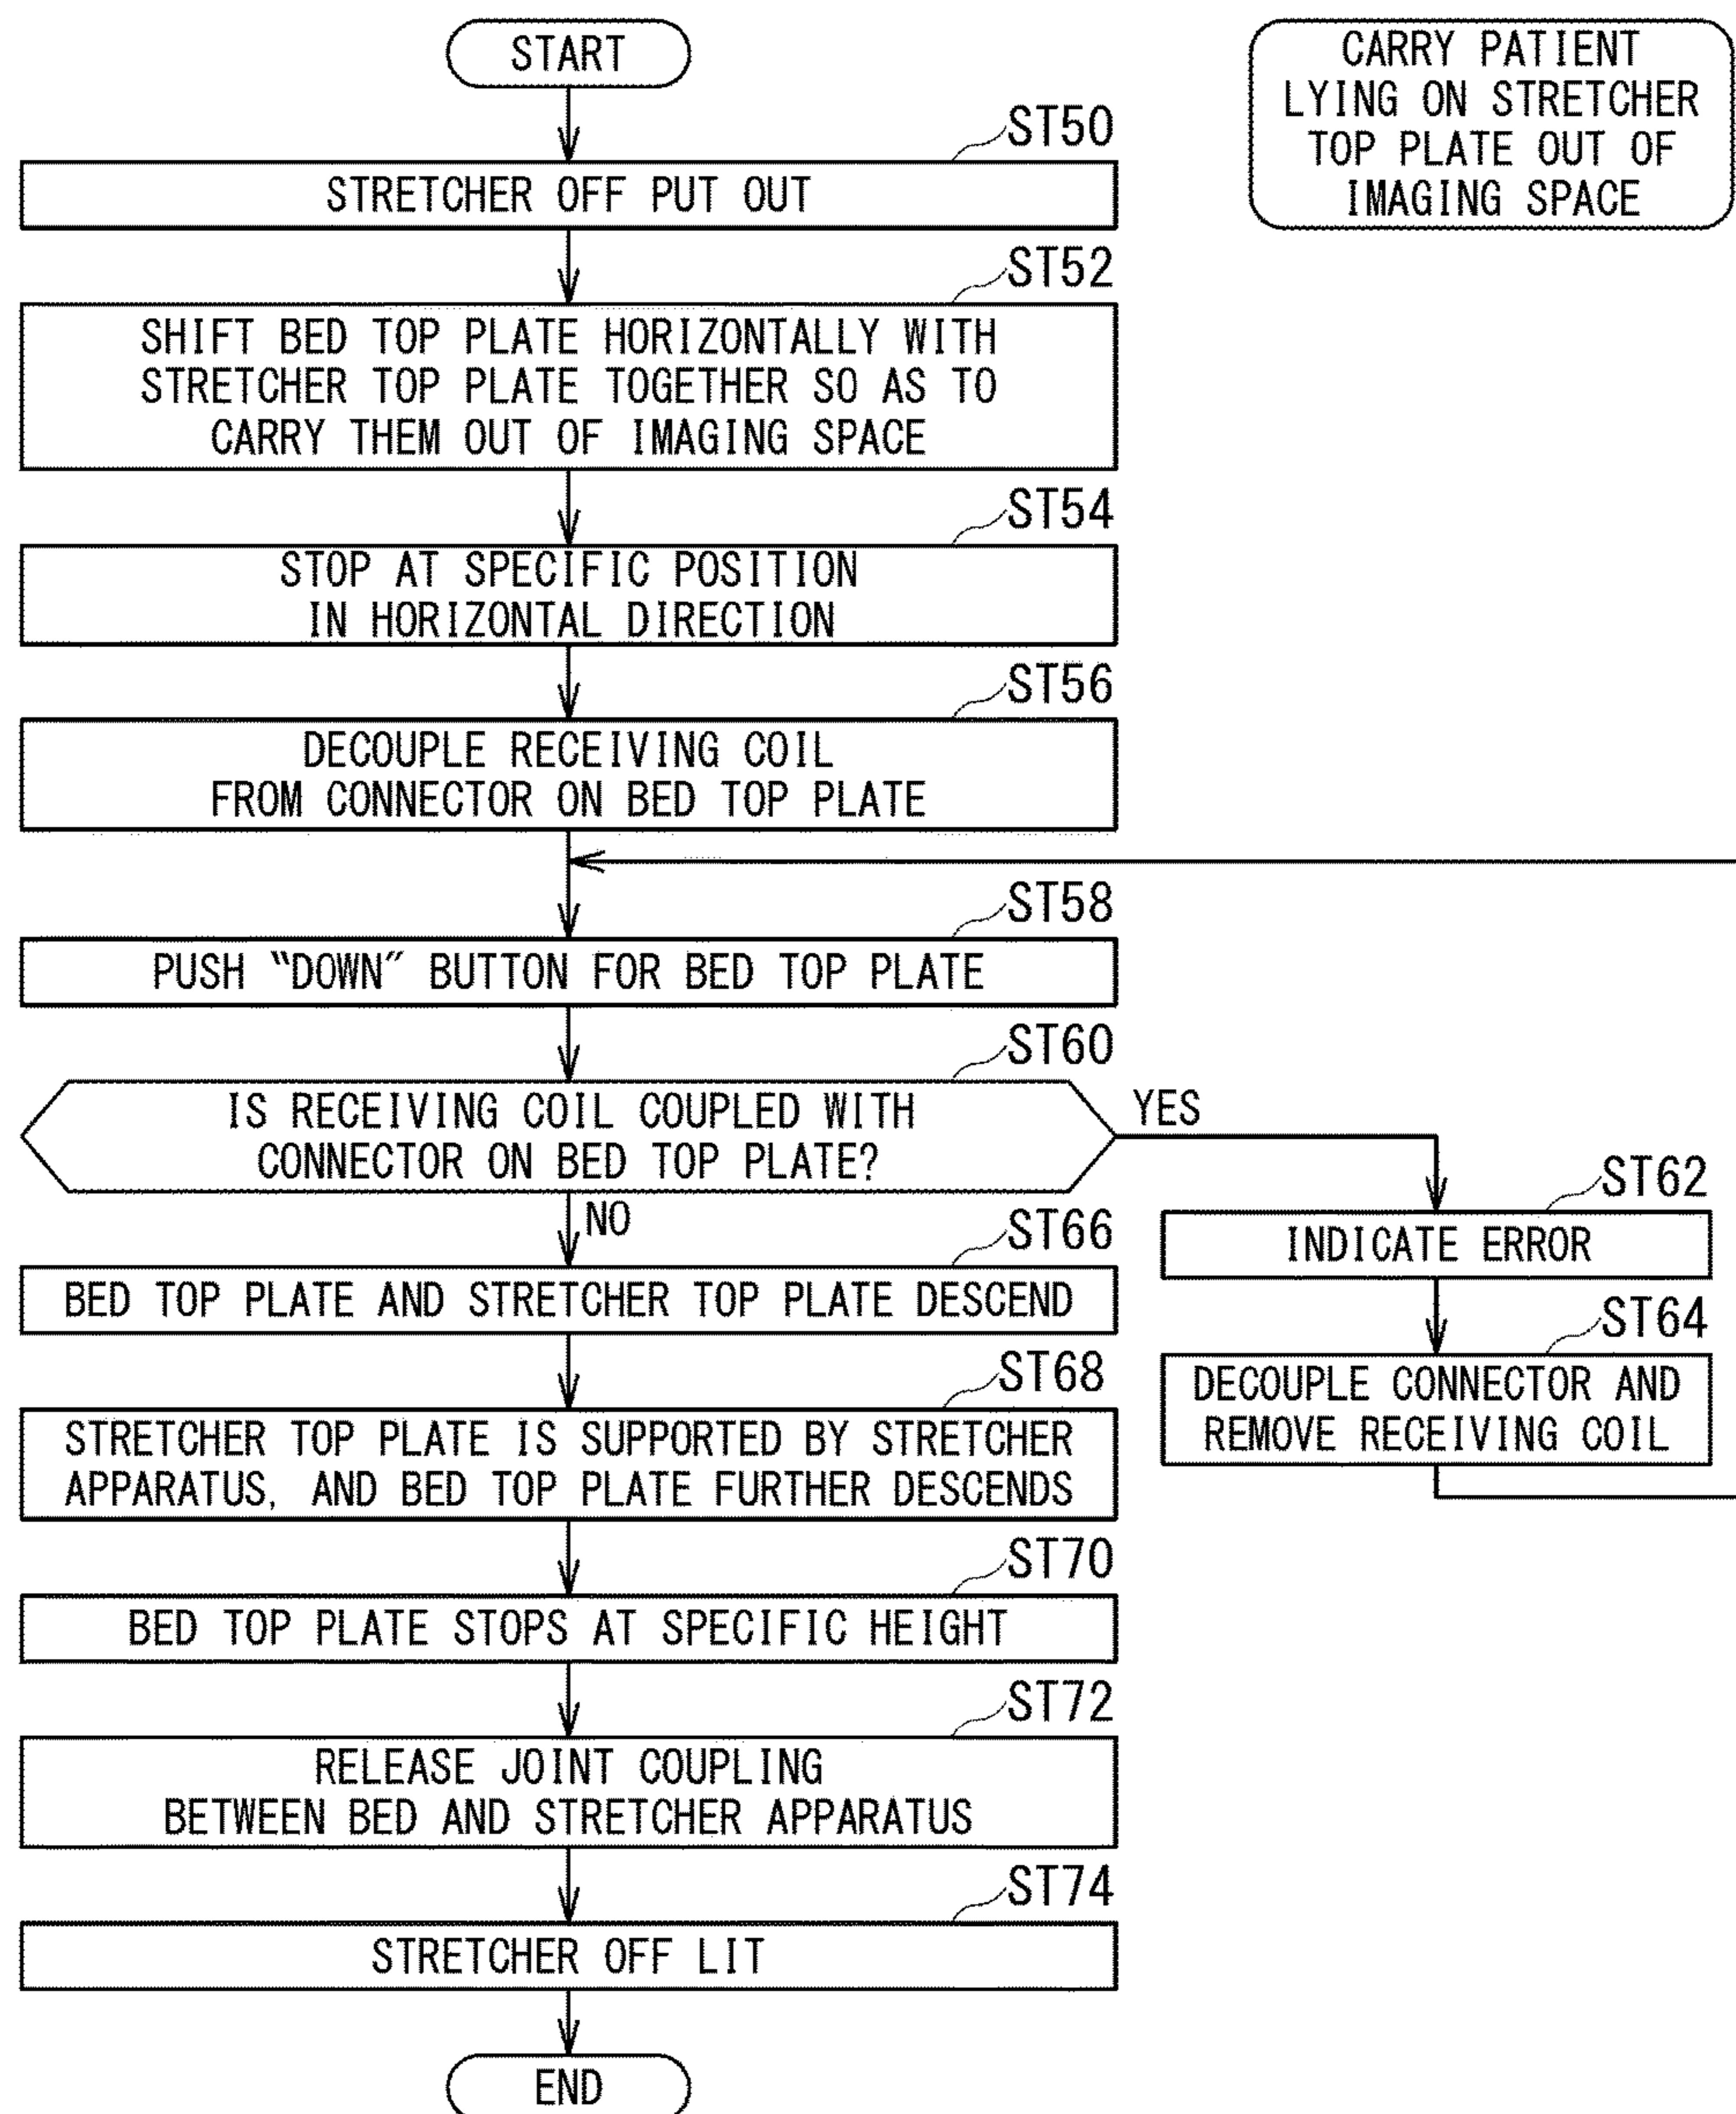 START
CARRY PATIENT
LYING ON STRETCHER
TOP PLATE OUT OF
IMAGING SPACE
ST50
STRETCHER OFF PUT OUT
ST52
SHIFT BED TOP PLATE HORIZONTALLY WITH
STRETCHER TOP PLATE TOGETHER SO AS TO
CARRY THEM OUT OF IMAGING SPACE
ST54
STOP AT SPECIFIC POSITION
IN HORIZONTAL DIRECTION
ST56
DECOUPLE RECEIVING COIL
FROM CONNECTOR ON BED TOP PLATE
ST58
PUSH “DOWN” BUTTON FOR BED TOP PLATE
ST60
IS RECEIVING COIL COUPLED WITH
CONNECTOR ON BED TOP PLATE?
YES
NO
ST62
INDICATE ERROR
ST64
DECOUPLE CONNECTOR AND
REMOVE RECEIVING COIL
ST66
BED TOP PLATE AND STRETCHER TOP PLATE DESCEND
ST68
STRETCHER TOP PLATE IS SUPPORTED BY STRETCHER
APPARATUS, AND BED TOP PLATE FURTHER DESCENDS
ST70
BED TOP PLATE STOPS AT SPECIFIC HEIGHT
ST72
RELEASE JOINT COUPLING
BETWEEN BED AND STRETCHER APPARATUS
ST74
STRETCHER OFF LIT
END